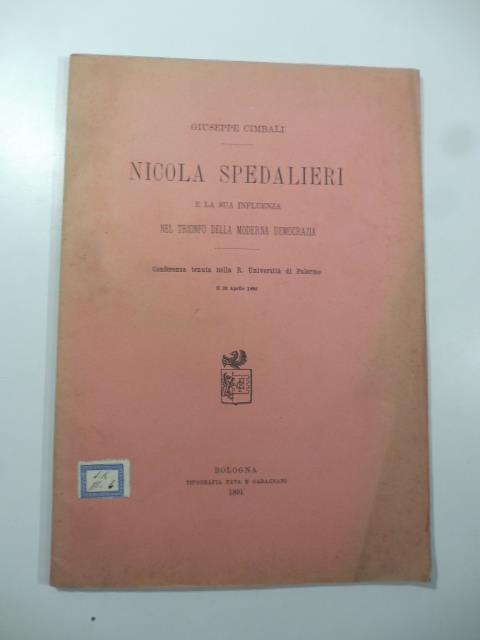 GIUSEPPE CIMBALI
NICOLA SPEDALIERI
E LA SUA INFLUENZA
NEL TRIONFO DELLA MODERNA DEMOCRAZIA
Conferenza tenuta nella R. Università di Palermo
Aprile
BOLOGNA
TIPOGRAFIA FAVA E GARAGNANI
1891